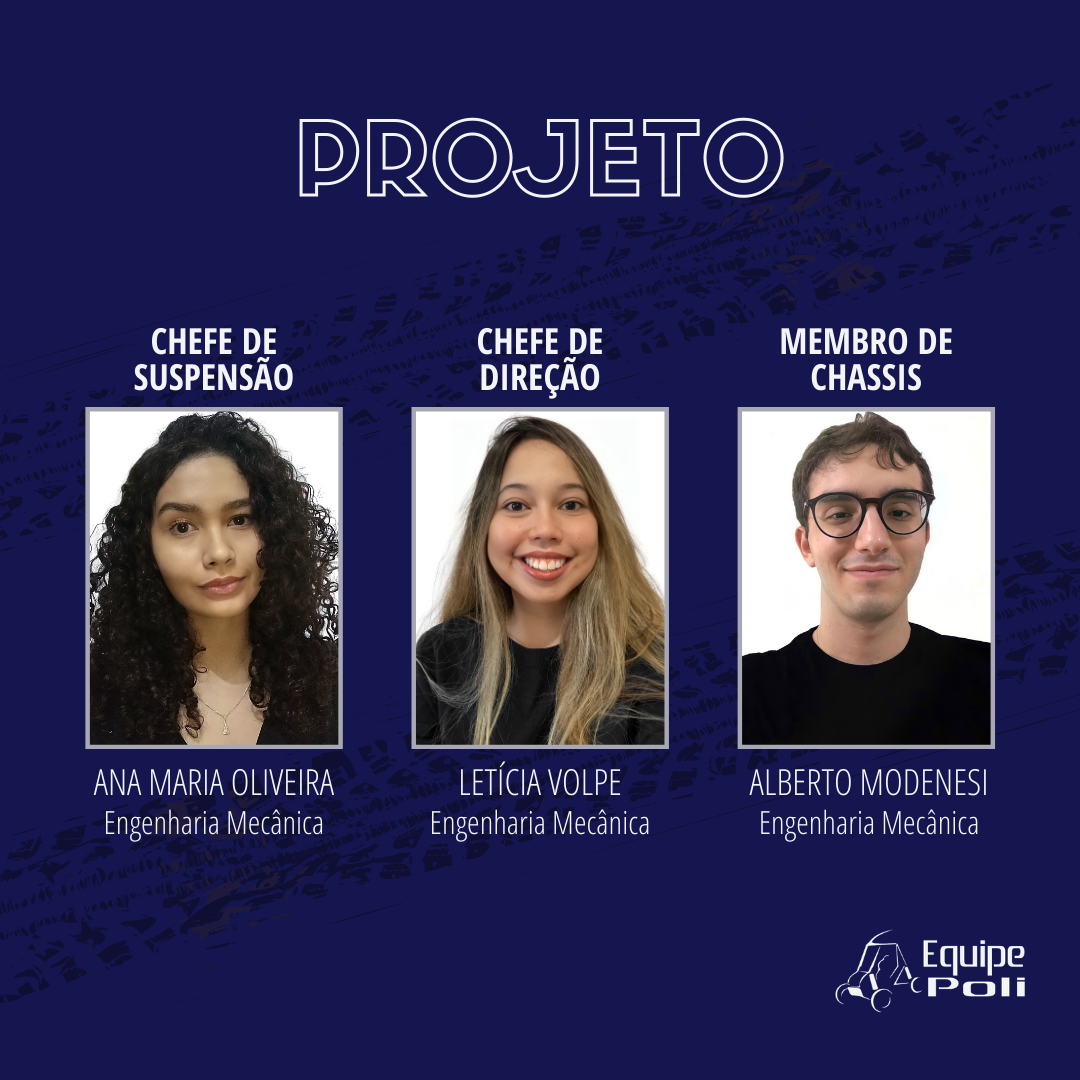 PROJETO
CHEFE DE
SUSPENSÃO
CHEFE DE
DIREÇÃO
MEMBRO DE
CHASSIS
ANA MARIA OLIVEIRA
Engenharia Mecânica
LETÍCIA VOLPE
Engenharia Mecânica
ALBERTO MODENESI
Engenharia Mecânica
Equipe
Poli